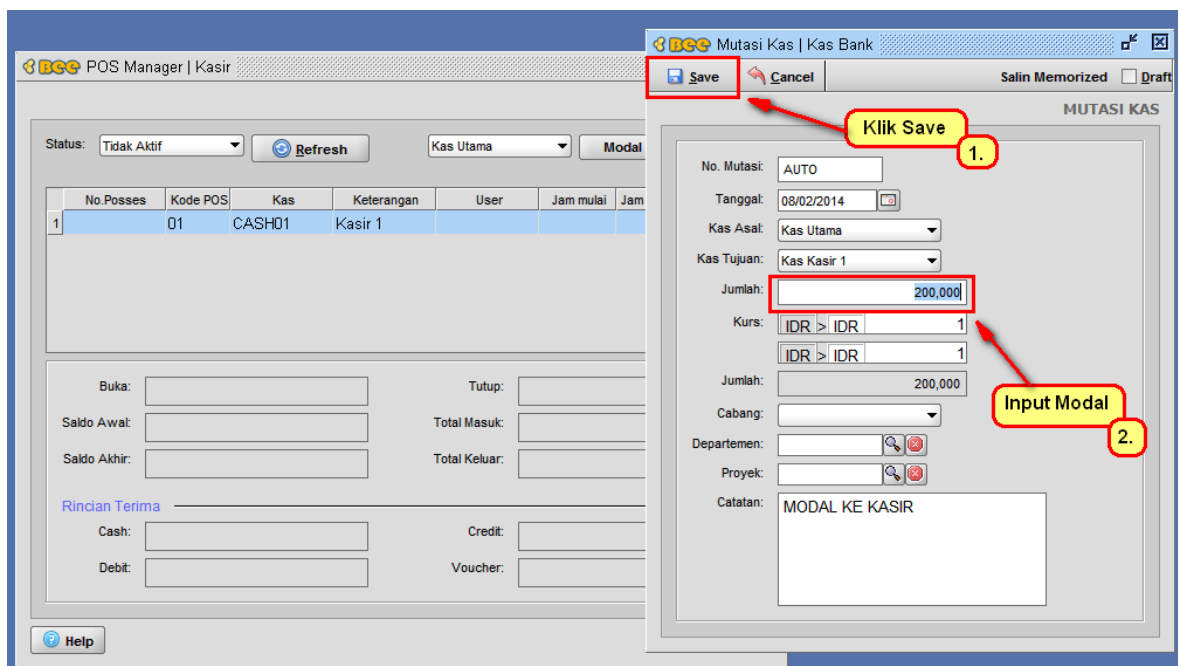 Bee POS Manager | Kasir
Status: Tidak Aktif Refresh Kas Utama Modal
No.Posses Kode POS Kas Keterangan User Jam mulai Jam
1 01 CASH01 Kasir 1
Buka: Tutup:
Saldo Awal: Total Masuk:
Saldo Akhir: Total Keluar:
Rincian Terima
Cash: Credit:
Debit: Voucher:
Help
Bee Mutasi Kas | Kas Bank
Save Cancel Salin Memorized Draft
MUTASI KAS
Klik Save
1.
No. Mutasi: AUTO
Tanggal: 08/02/2014
Kas Asal: Kas Utama
Kas Tujuan: Kas Kasir 1
Jumlah: 200,000
Kurs: IDR > IDR 1
IDR > IDR 1
Jumlah: 200,000
Input Modal
2.
Cabang:
Departemen:
Proyek:
Catatan: MODAL KE KASIR